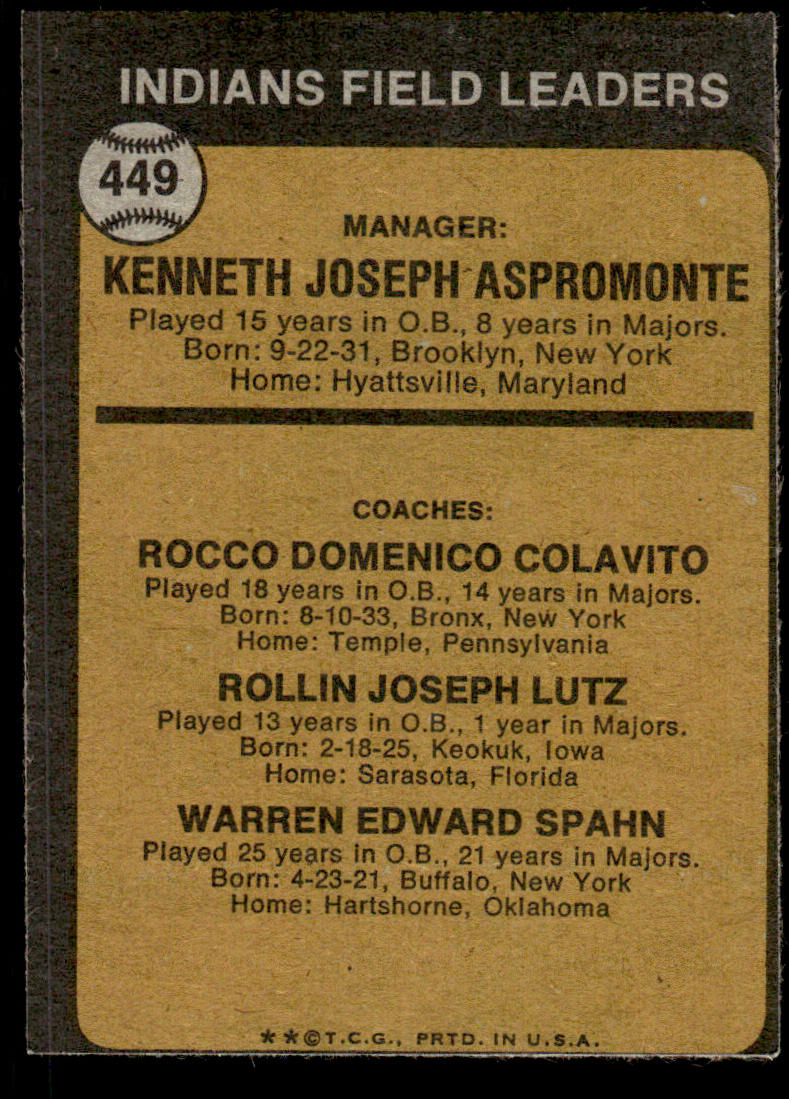 INDIANS FIELD LEADERS
449
MANAGER:
KENNETH JOSEPH ASPROMONTE
Played 15 years in O.B., 8 years in Majors.
Born: 9-22-31, Brooklyn, New York
Home: Hyattsville, Maryland
COACHES:
ROCCO DOMENICO COLAVITO
Played 18 years in O.B., 14 years in Majors.
Born: 8-10-33, Bronx, New York
Home: Temple, Pennsylvania
ROLLIN JOSEPH LUTZ
Played 13 years in O.B., 1 year in Majors.
Born: 2-18-25, Keokuk, Iowa
Home: Sarasota, Florida
WARREN EDWARD SPAHN
Played 25 years in O.B., 21 years in Majors.
Born: 4-23-21, Buffalo, New York
Home: Hartshorne, Oklahoma
**©T.C.G., PRTD. IN U.S.A.